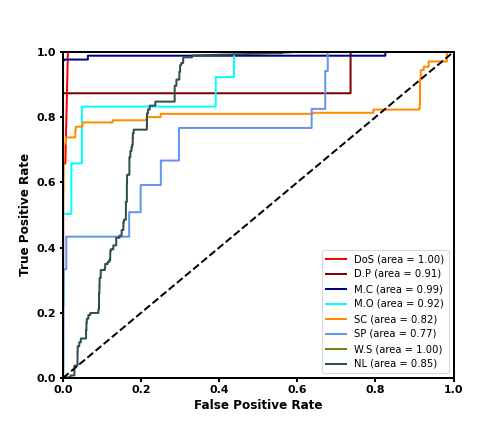 1.0
0.8
0.6
0.4
0.2
0.0
True Positive Rate
DoS (area = 1.00)
D.P (area = 0.91)
M.C (area = 0.99)
M.O (area = 0.92)
SC (area = 0.82)
SP (area = 0.77)
W.S (area = 1.00)
NL (area = 0.85)
0.0 0.2 0.4 0.6 0.8 1.0
False Positive Rate